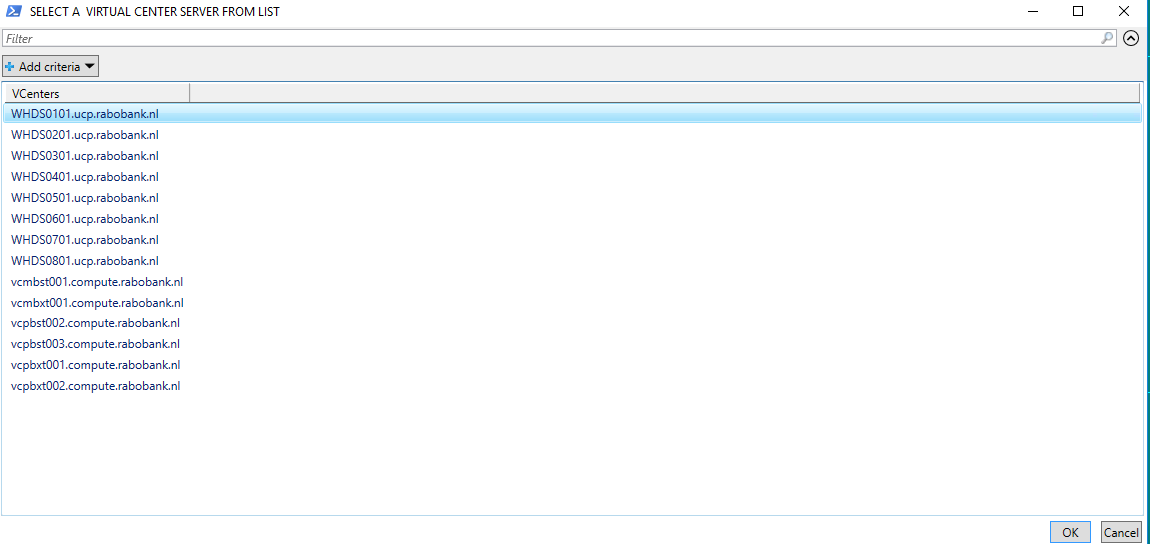 SELECT A  VIRTUAL CENTER SERVER FROM LIST
Filter
Add criteria
VCenters
WHDS0101.ucp.rabobank.nl
WHDS0201.ucp.rabobank.nl
WHDS0301.ucp.rabobank.nl
WHDS0401.ucp.rabobank.nl
WHDS0501.ucp.rabobank.nl
WHDS0601.ucp.rabobank.nl
WHDS0701.ucp.rabobank.nl
WHDS0801.ucp.rabobank.nl
vcmbst001.compute.rabobank.nl
vcmbxt001.compute.rabobank.nl
vcpbst002.compute.rabobank.nl
vcpbst003.compute.rabobank.nl
vcpbxt001.compute.rabobank.nl
vcpbxt002.compute.rabobank.nl
OK Cancel